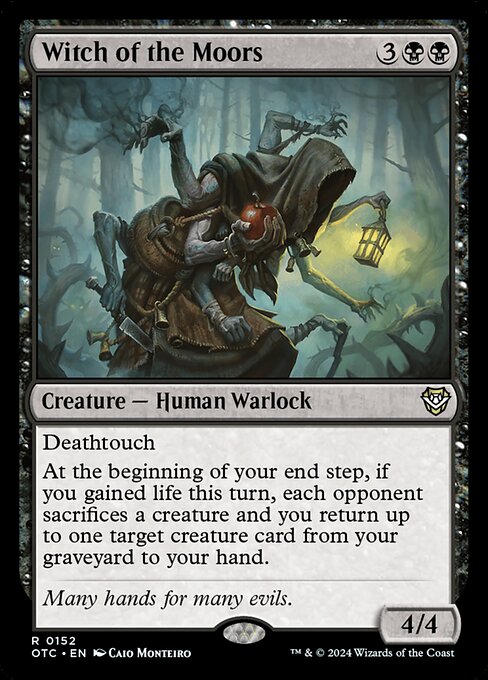 Witch of the Moors 3
Creature — Human Warlock
Deathtouch
At the beginning of your end step, if
you gained life this turn, each opponent
sacrifices a creature and you return up
to one target creature card from your
graveyard to your hand.
Many hands for many evils.
4/4
R 0152
OTC • EN Caio Monteiro
™ & © 2024 Wizards of the Coast